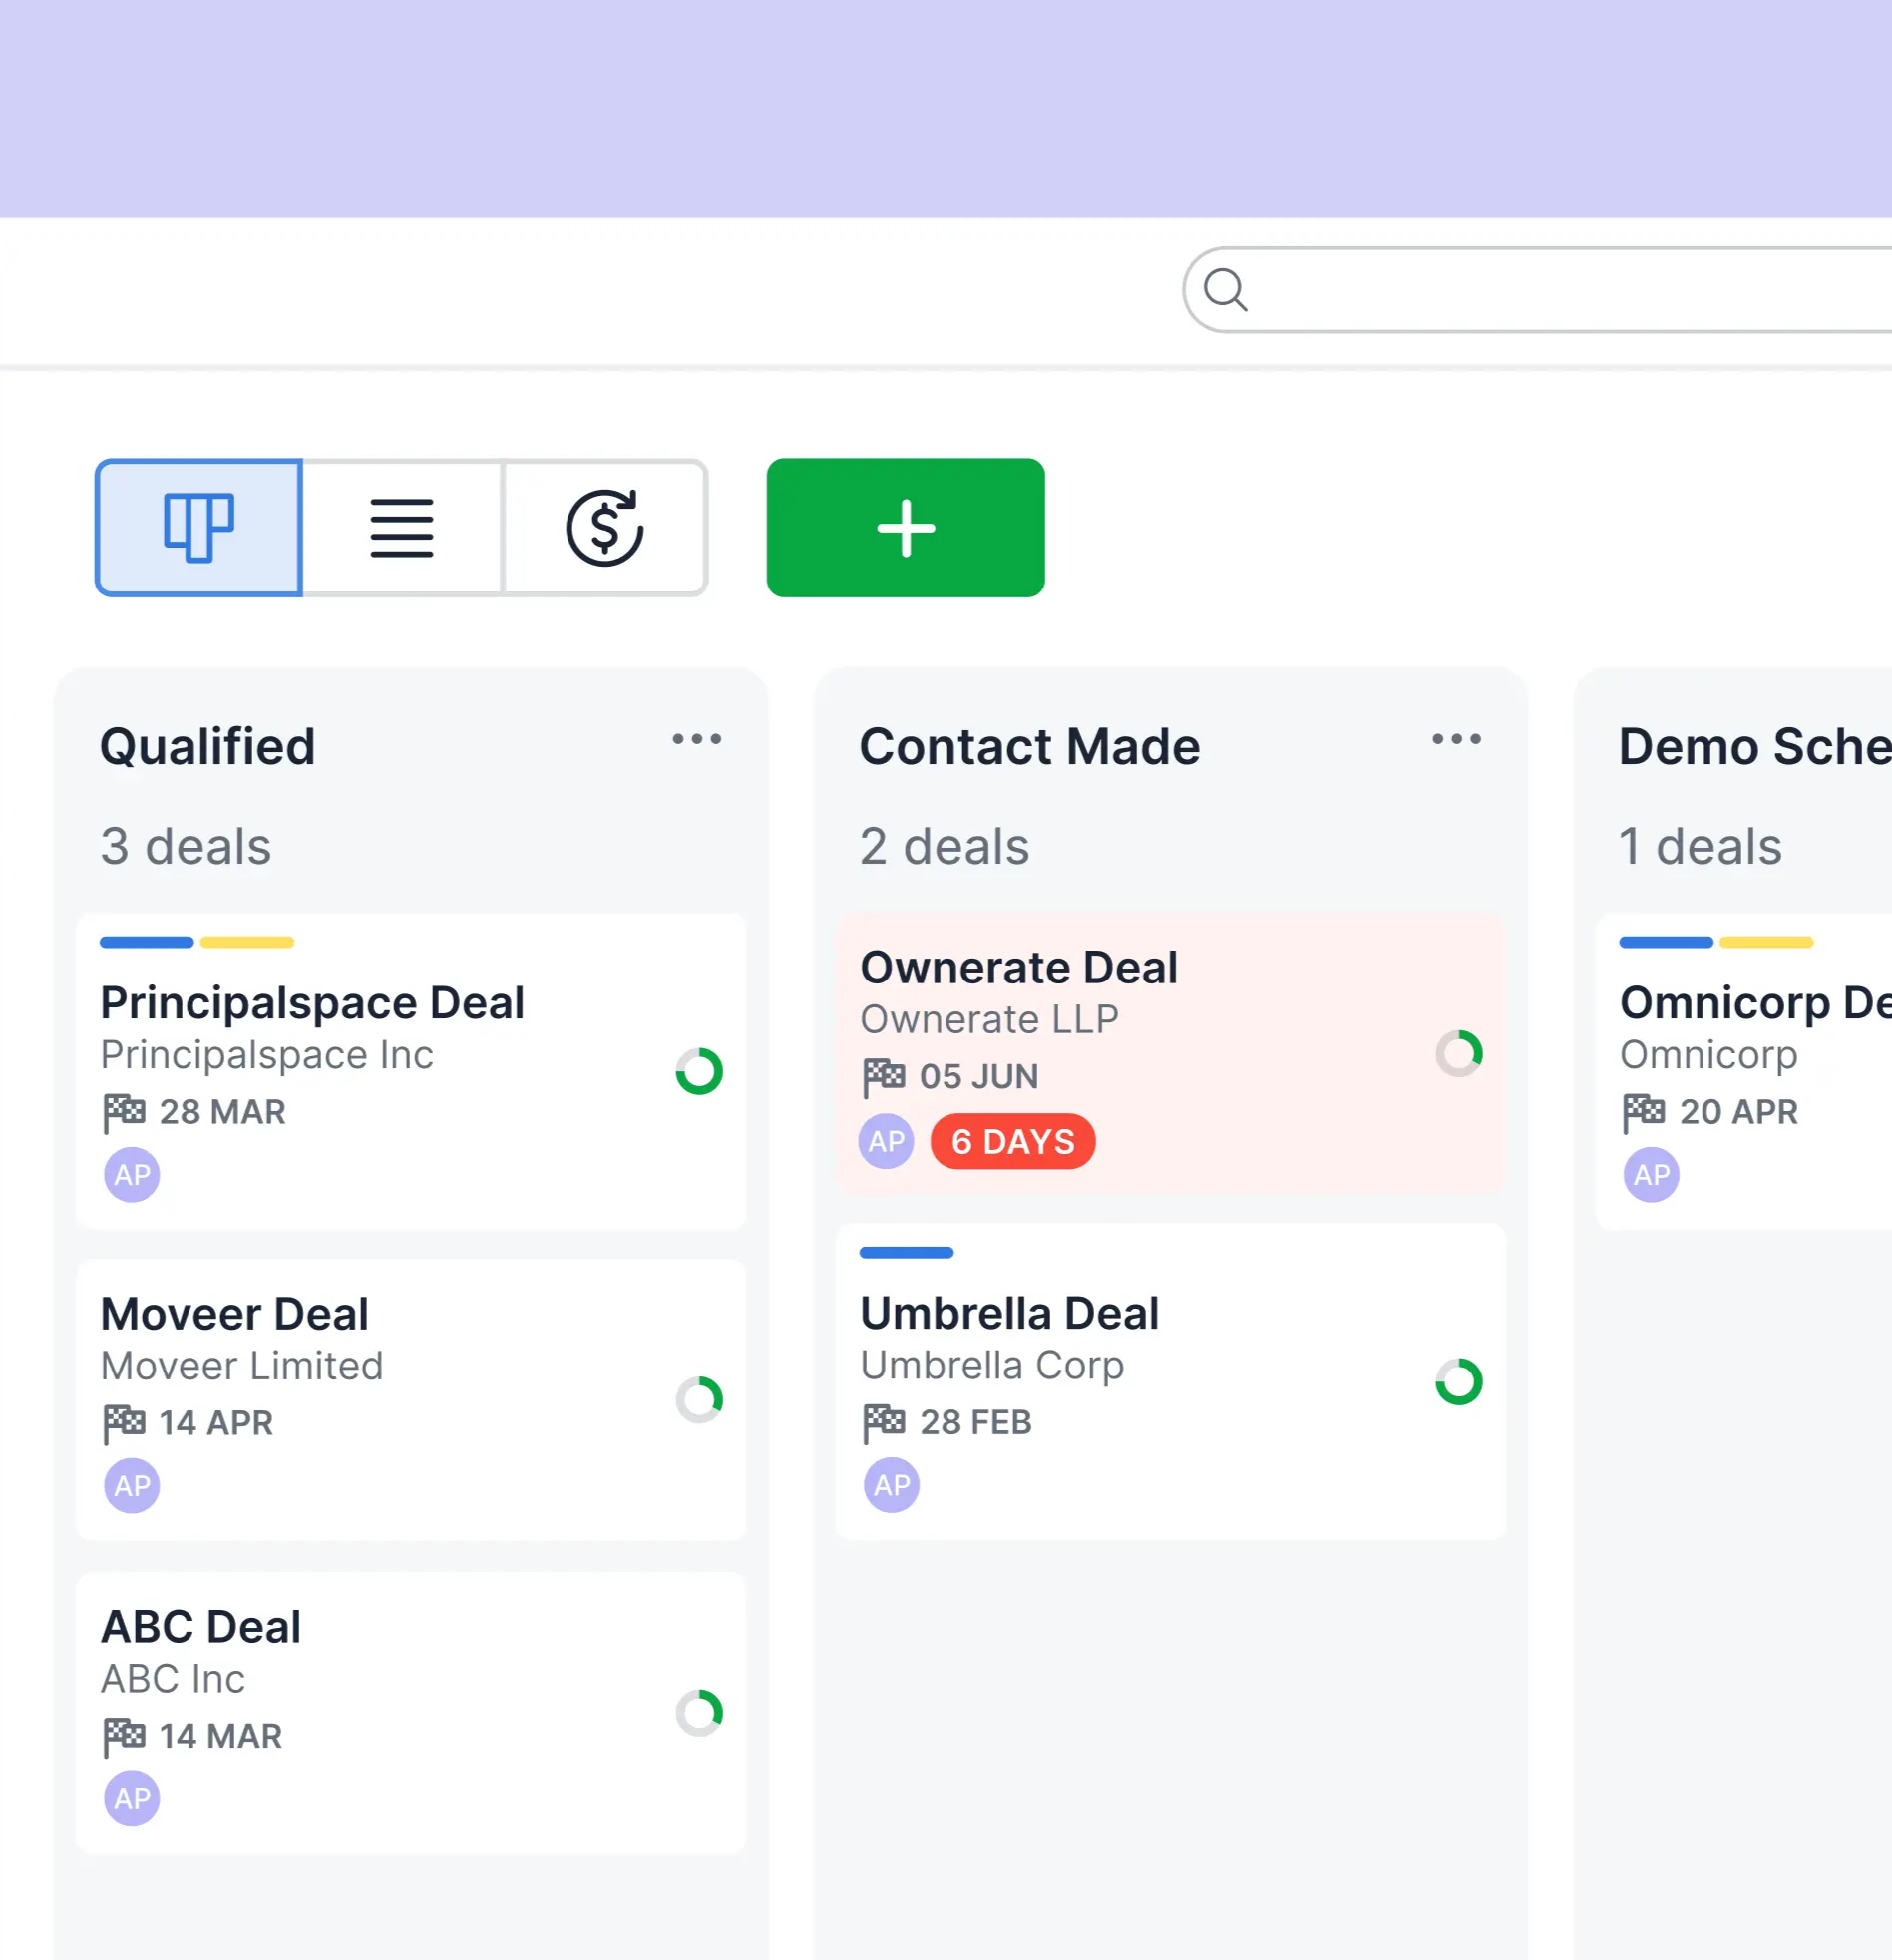 Qualified
3 deals
Principalspace Deal
Principalspace Inc
28 MAR
AP
Moveer Deal
Moveer Limited
14 APR
AP
ABC Deal
ABC Inc
14 MAR
AP
Contact Made
2 deals
Ownerate Deal
Ownerate LLP
05 JUN
AP 6 DAYS
Umbrella Deal
Umbrella Corp
28 FEB
AP
Demo Sche
1 deals
Omnicorp De
Omnicorp
20 APR
AP